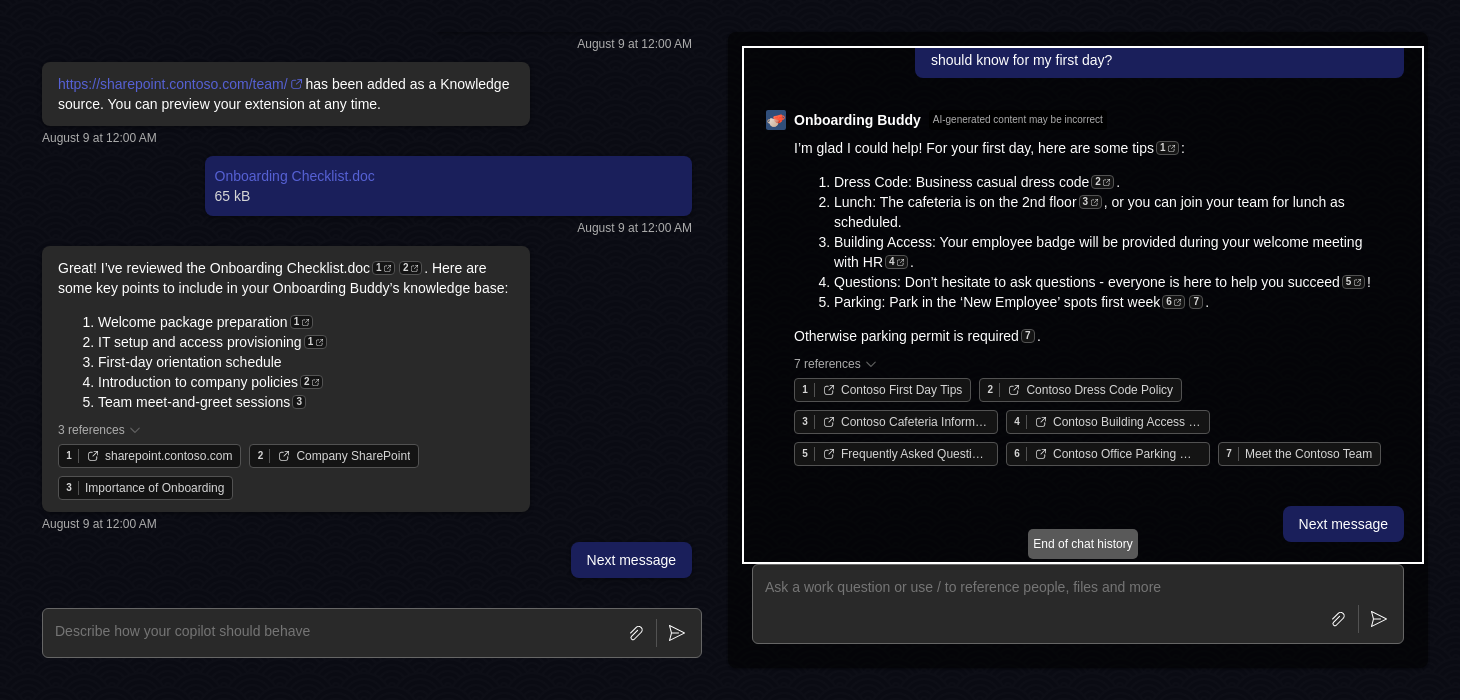 August 9 at 12:00 AM
https://sharepoint.contoso.com/team/ has been added as a Knowledge
source. You can preview your extension at any time.
August 9 at 12:00 AM
Onboarding Checklist.doc
65 kB
August 9 at 12:00 AM
Great! I’ve reviewed the Onboarding Checklist.doc 1 2 . Here are
some key points to include in your Onboarding Buddy’s knowledge base:
1. Welcome package preparation 1
2. IT setup and access provisioning 1
3. First-day orientation schedule
4. Introduction to company policies 2
5. Team meet-and-greet sessions 3
3 references
1 sharepoint.contoso.com 2 Company SharePoint
3 Importance of Onboarding
August 9 at 12:00 AM
Next message
Describe how your copilot should behave
should know for my first day?
Onboarding Buddy AI-generated content may be incorrect
I’m glad I could help! For your first day, here are some tips 1 :
1. Dress Code: Business casual dress code 2 .
2. Lunch: The cafeteria is on the 2nd floor 3 , or you can join your team for lunch as
scheduled.
3. Building Access: Your employee badge will be provided during your welcome meeting
with HR 4 .
4. Questions: Don’t hesitate to ask questions - everyone is here to help you succeed 5 !
5. Parking: Park in the ‘New Employee’ spots first week 6 7 .
Otherwise parking permit is required 7 .
7 references
1 Contoso First Day Tips 2 Contoso Dress Code Policy
3 Contoso Cafeteria Inform… 4 Contoso Building Access …
5 Frequently Asked Questi… 6 Contoso Office Parking … 7 Meet the Contoso Team
Next message
End of chat history
Ask a work question or use / to reference people, files and more